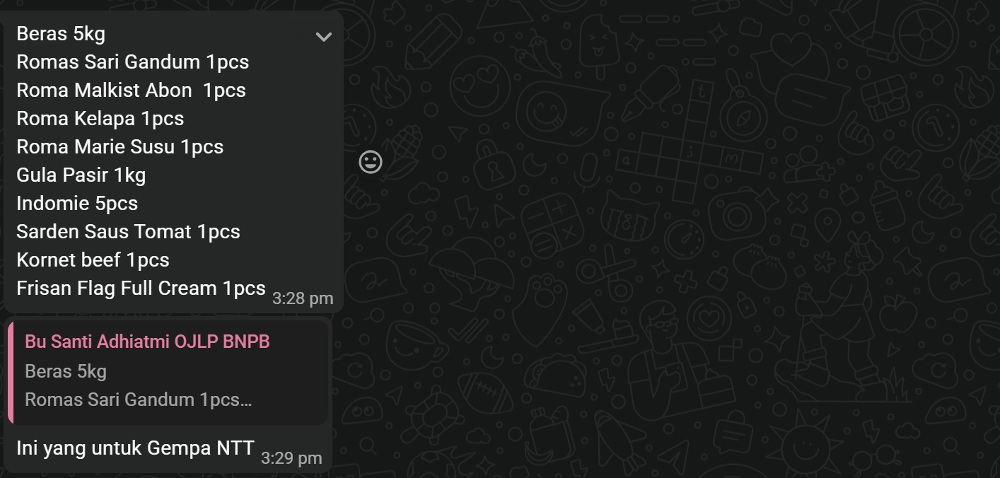 Beras 5kg
Romas Sari Gandum 1pcs
Roma Malkist Abon  1pcs
Roma Kelapa 1pcs
Roma Marie Susu 1pcs
Gula Pasir 1kg
Indomie 5pcs
Sarden Saus Tomat 1pcs
Kornet beef 1pcs
Frisan Flag Full Cream 1pcs 3:28 pm
Bu Santi Adhiatmi OJLP BNPB
Beras 5kg
Romas Sari Gandum 1pcs...
Ini yang untuk Gempa NTT 3:29 pm